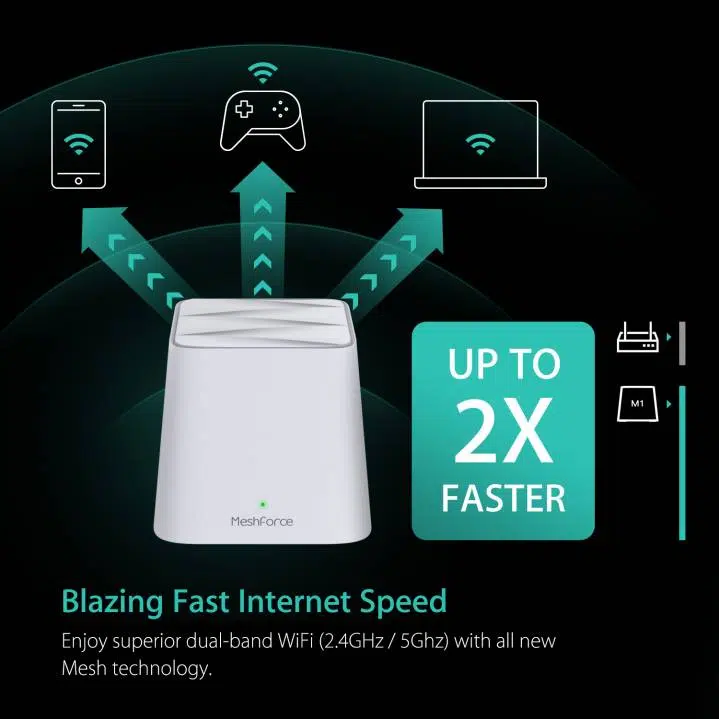 MeshForce
UP TO
2X
FASTER
M1
Blazing Fast Internet Speed
Enjoy superior dual-band WiFi (2.4GHz / 5Ghz) with all new
Mesh technology.